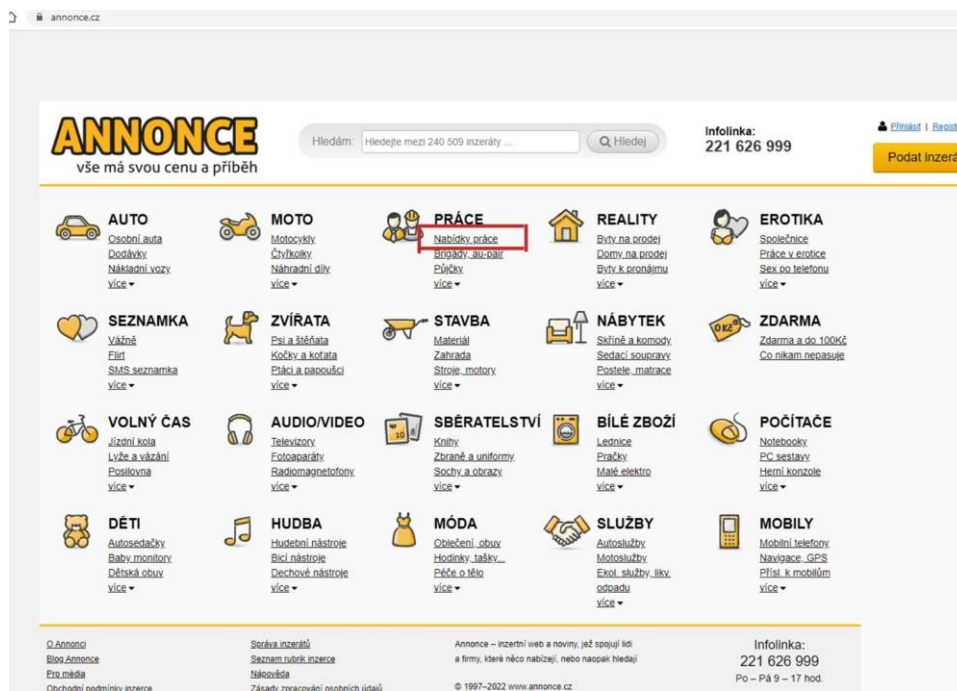 annonce.cz
ANNONCE
vše má svou cenu a příběh
Hledám: Hledejte mezi 240 509 inzeráty ... Hledej
Infolinka:
221 626 999
Přihlásit | Regist
Podat inzerá
AUTO
Osobní auta
Dodávky
Nákladní vozy
více
MOTO
Motocykly
Čtyřkolky
Náhradní díly
více
PRÁCE
Nabídky práce
Brigády, au-pair
Půjčky
více
REALITY
Byty na prodej
Domy na prodej
Byty k pronájmu
více
EROTIKA
Společnice
Práce v erotice
Sex po telefonu
více
SEZNAMKA
Vážně
Flirt
SMS seznamka
více
ZVÍŘATA
Psi a štěňata
Kočky a koťata
Ptáci a papoušci
více
STAVBA
Materiál
Zahrada
Stroje, motory
více
NÁBYTEK
Skříně a komody
Sedací soupravy
Postele, matrace
více
0 Kč
ZDARMA
Zdarma a do 100Kč
Co nikam nepasuje
VOLNÝ ČAS
Jízdní kola
Lyže a vázání
Posilovna
více
AUDIO/VIDEO
Televizory
Fotoaparáty
Radiomagnetofony
více
10
SBĚRATELSTVÍ
Knihy
Zbraně a uniformy
Sochy a obrazy
více
BÍLÉ ZBOŽÍ
Lednice
Pračky
Malé elektro
více
POČÍTAČE
Notebooky
PC sestavy
Herní konzole
více
DĚTI
Autosedačky
Baby monitory
Dětská obuv
více
HUDBA
Hudební nástroje
Bicí nástroje
Dechové nástroje
více
MÓDA
Oblečení, obuv
Hodinky, tašky...
Péče o tělo
více
SLUŽBY
Autoslužby
Motoslužby
Ekol. služby, likv.
odpadu
více
MOBILY
Mobilní telefony
Navigace, GPS
Přísl. k mobilům
více
O Annonci
Blog Annonce
Pro média
Obchodní podmínky inzerce
Správa inzerátů
Seznam rubrik inzerce
Nápověda
Zásady zpracování osobních údajů
Annonce – inzertní web a noviny, jež spojují lidi
a firmy, které něco nabízejí, nebo naopak hledají
© 1997–2022 www.annonce.cz
Infolinka:
221 626 999
Po – Pá 9 – 17 hod.